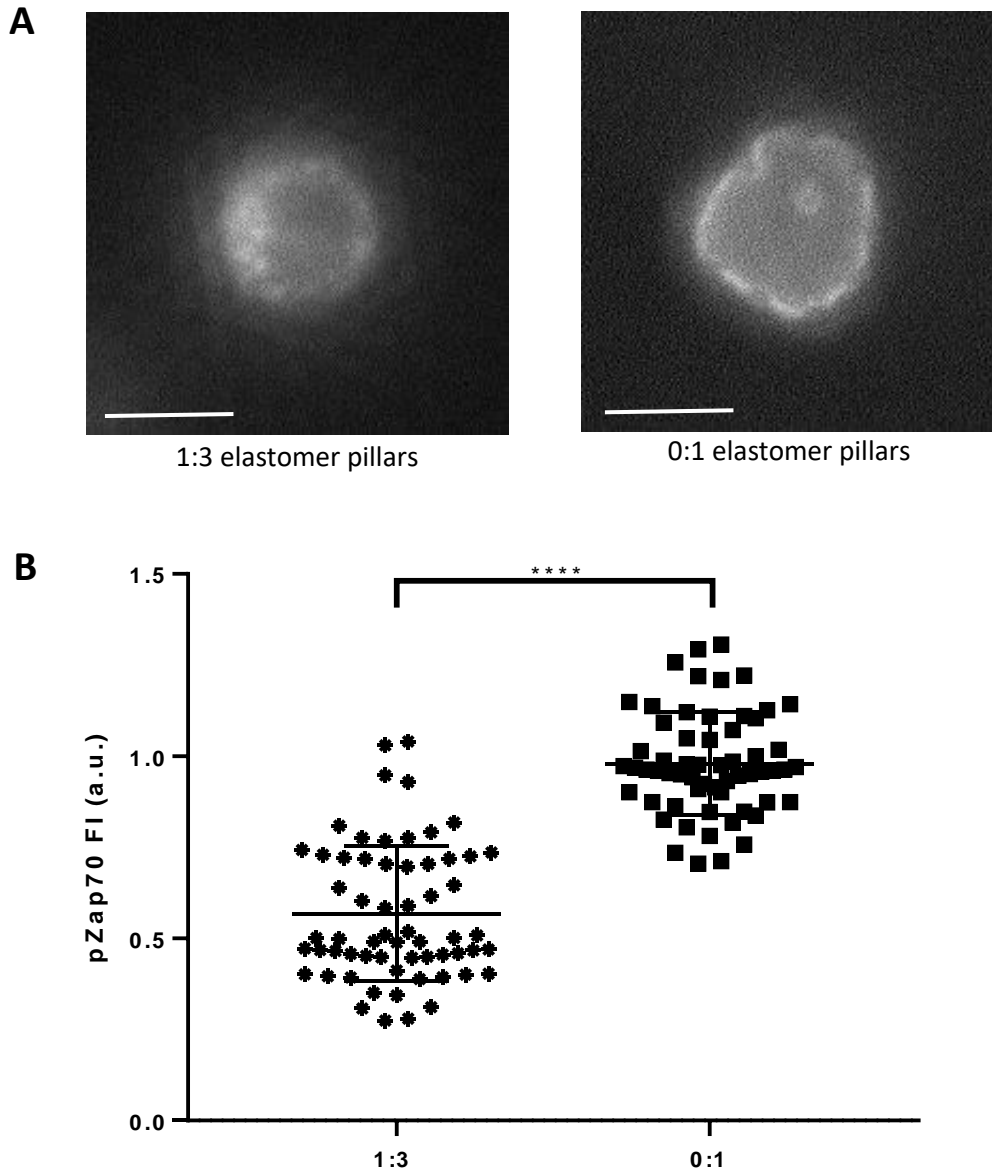 A
1:3 elastomer pillars
0:1 elastomer pillars
B
****
1.5
1.0
0.5
0.0
pZap70 FI (a.u.)
1:3
0:1